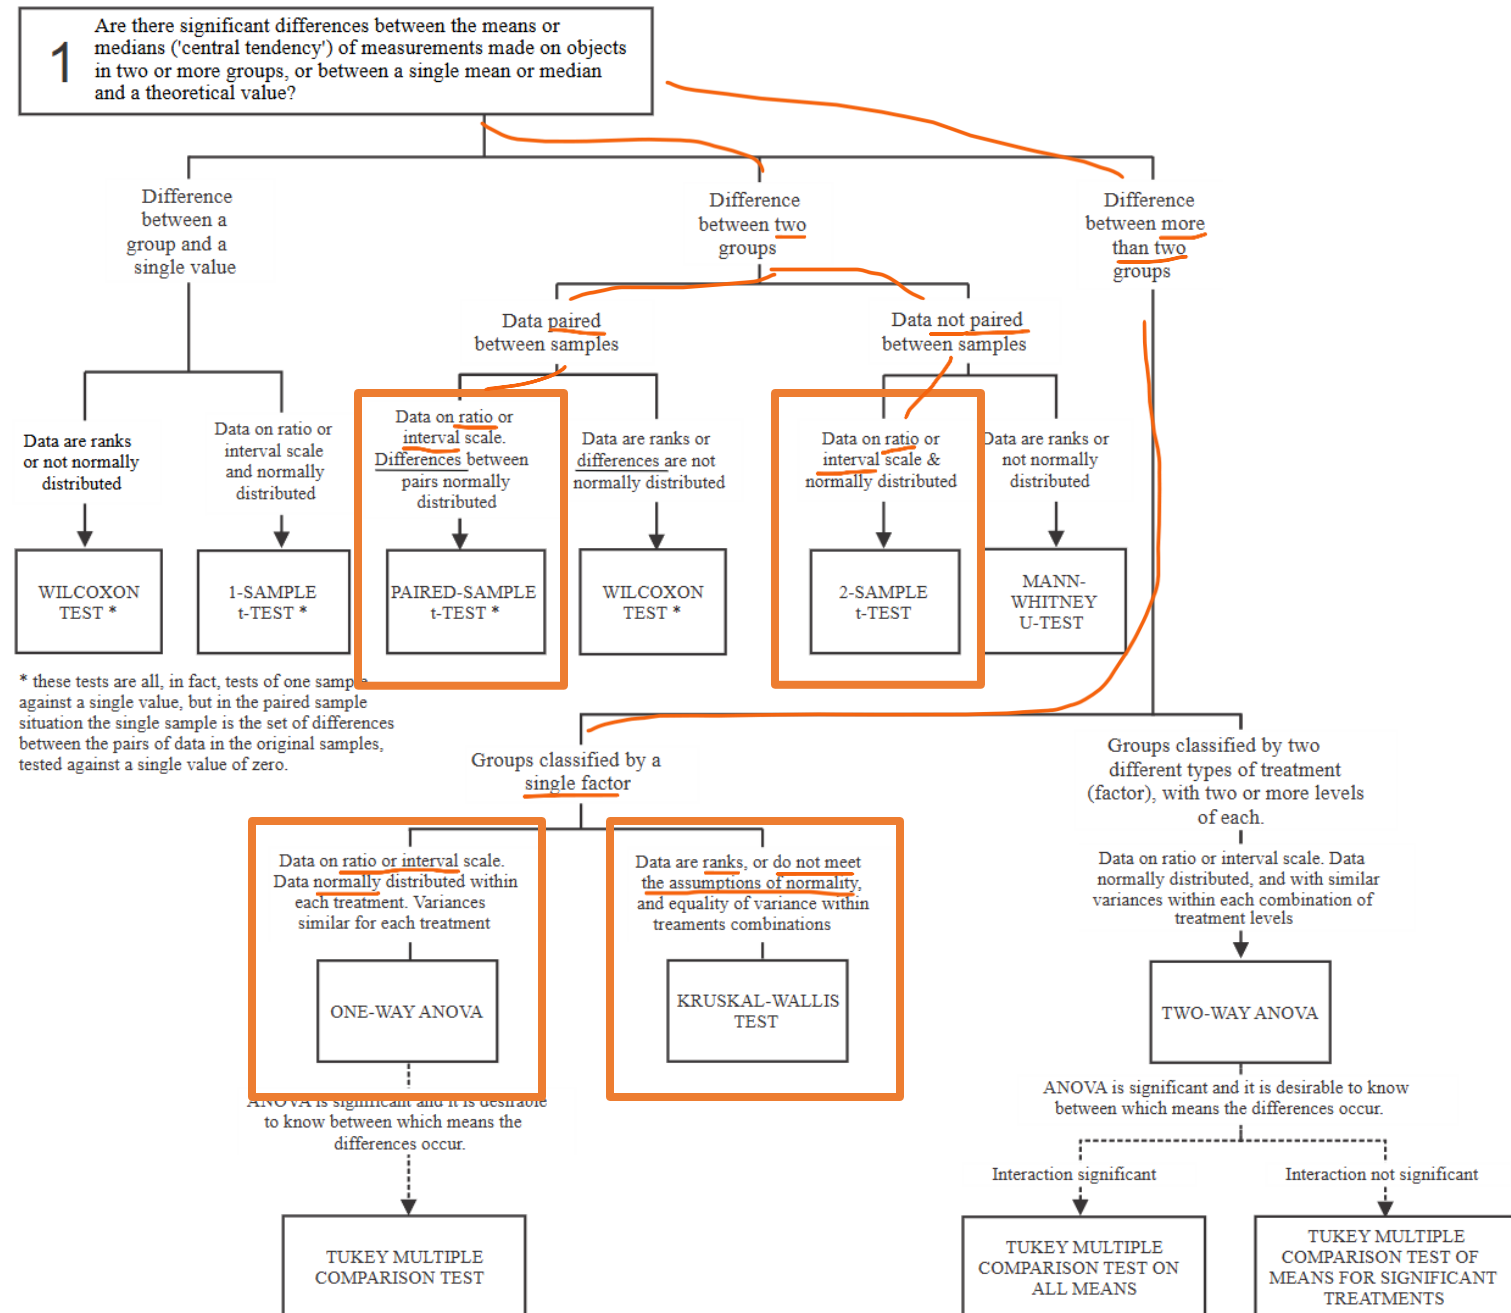 1
Are there significant differences between the means or
medians ('central tendency') of measurements made on objects
in two or more groups, or between a single mean or median
and a theoretical value?
Difference
between a
group and a
single value
Difference
between two
groups
Difference
between more
than two
groups
Data paired
between samples
Data not paired
between samples
Data are ranks
or not normally
distributed
Data on ratio or
interval scale
and normally
distributed
Data on ratio or
interval scale.
Differences between
pairs normally
distributed
Data are ranks or
differences are not
normally distributed
Data on ratio or
interval scale &
normally distributed
Data are ranks or
not normally
distributed
WILCOXON
TEST *
1-SAMPLE
t-TEST *
PAIRED-SAMPLE
t-TEST *
WILCOXON
TEST *
2-SAMPLE
t-TEST
MANN-
WHITNEY
U-TEST
* these tests are all, in fact, tests of one sample
against a single value, but in the paired sample
situation the single sample is the set of differences
between the pairs of data in the original samples,
tested against a single value of zero.
Groups classified by a
single factor
Groups classified by two
different types of treatment
(factor), with two or more levels
of each.
Data on ratio or interval scale.
Data normally distributed within
each treatment. Variances
similar for each treatment
Data are ranks, or do not meet
the assumptions of normality,
and equality of variance within
treaments combinations
Data on ratio or interval scale. Data
normally distributed, and with similar
variances within each combination of
treatment levels
ONE-WAY ANOVA
KRUSKAL-WALLIS
TEST
TWO-WAY ANOVA
ANOVA is significant and it is desirable
to know between which means the
differences occur.
ANOVA is significant and it is desirable to know
between which means the differences occur.
Interaction significant
Interaction not significant
TUKEY MULTIPLE
COMPARISON TEST
TUKEY MULTIPLE
COMPARISON TEST ON
ALL MEANS
TUKEY MULTIPLE
COMPARISON TEST OF
MEANS FOR SIGNIFICANT
TREATMENTS